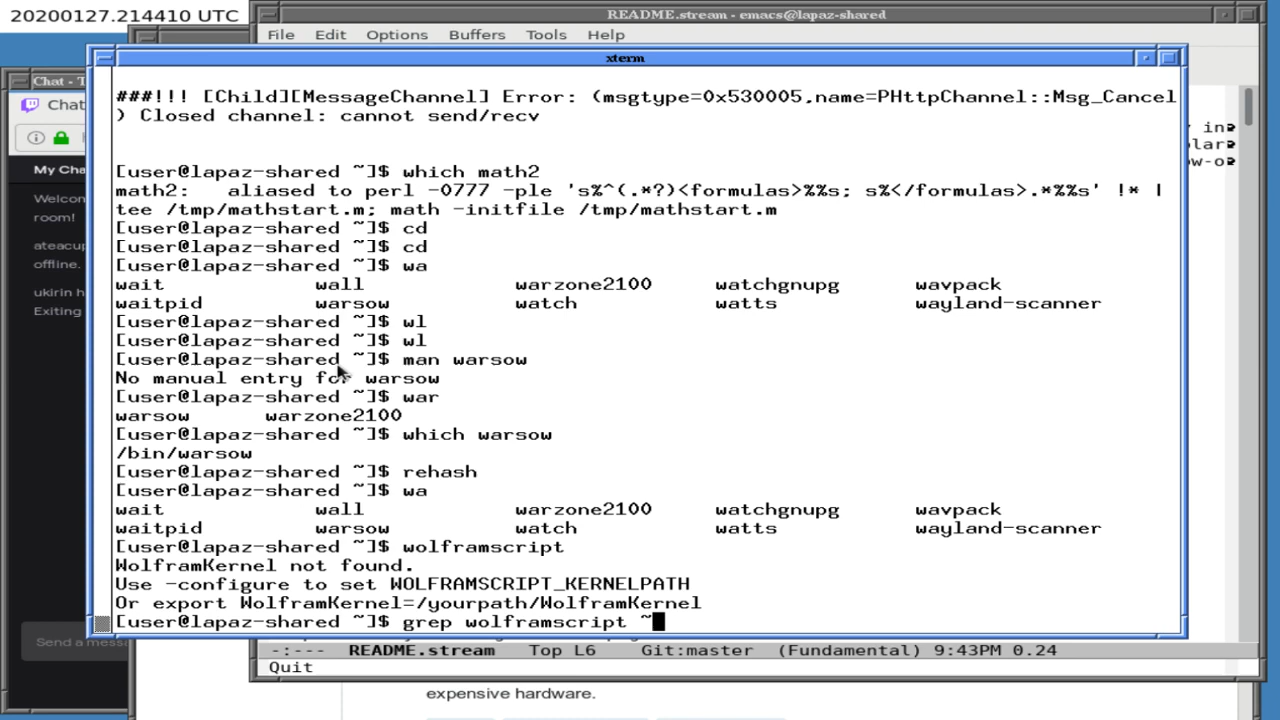 20200127.214410 UTC
README.stream - emacs@lapaz-shared
File Edit Options Buffers Tools Help
xterm
Chat - T
Chat
My Cha
Welcon
room!
ateacup
offline.
ukirin h
Exiting
Send a messa
###!!! [Child][MessageChannel] Error: (msgtype=0x530005,name=PHttpChannel::Msg_Cancel
) Closed channel: cannot send/recv
[user@lapaz-shared ~]$ which math2
math2:   aliased to perl -0777 -ple 's%^(.*?)<formulas>%%s; s%</formulas>.*%%s' !* |
tee /tmp/mathstart.m; math -initfile /tmp/mathstart.m
[user@lapaz-shared ~]$ cd
[user@lapaz-shared ~]$ cd
[user@lapaz-shared ~]$ wa
wait            wall            warzone2100     watchgnupg      wavpack
waitpid         warsow          watch           watts           wayland-scanner
[user@lapaz-shared ~]$ wl
[user@lapaz-shared ~]$ wl
[user@lapaz-shared ~]$ man warsow
No manual entry for warsow
[user@lapaz-shared ~]$ war
warsow      warzone2100
[user@lapaz-shared ~]$ which warsow
/bin/warsow
[user@lapaz-shared ~]$ rehash
[user@lapaz-shared ~]$ wa
wait            wall            warzone2100     watchgnupg      wavpack
waitpid         warsow          watch           watts           wayland-scanner
[user@lapaz-shared ~]$ wolframscript
WolframKernel not found.
Use -configure to set WOLFRAMSCRIPT_KERNELPATH
Or export WolframKernel=/yourpath/WolframKernel
[user@lapaz-shared ~]$ grep wolframscript ~
-:---  README.stream   Top L6    Git:master  (Fundamental) 9:43PM 0.24
Quit
expensive hardware.